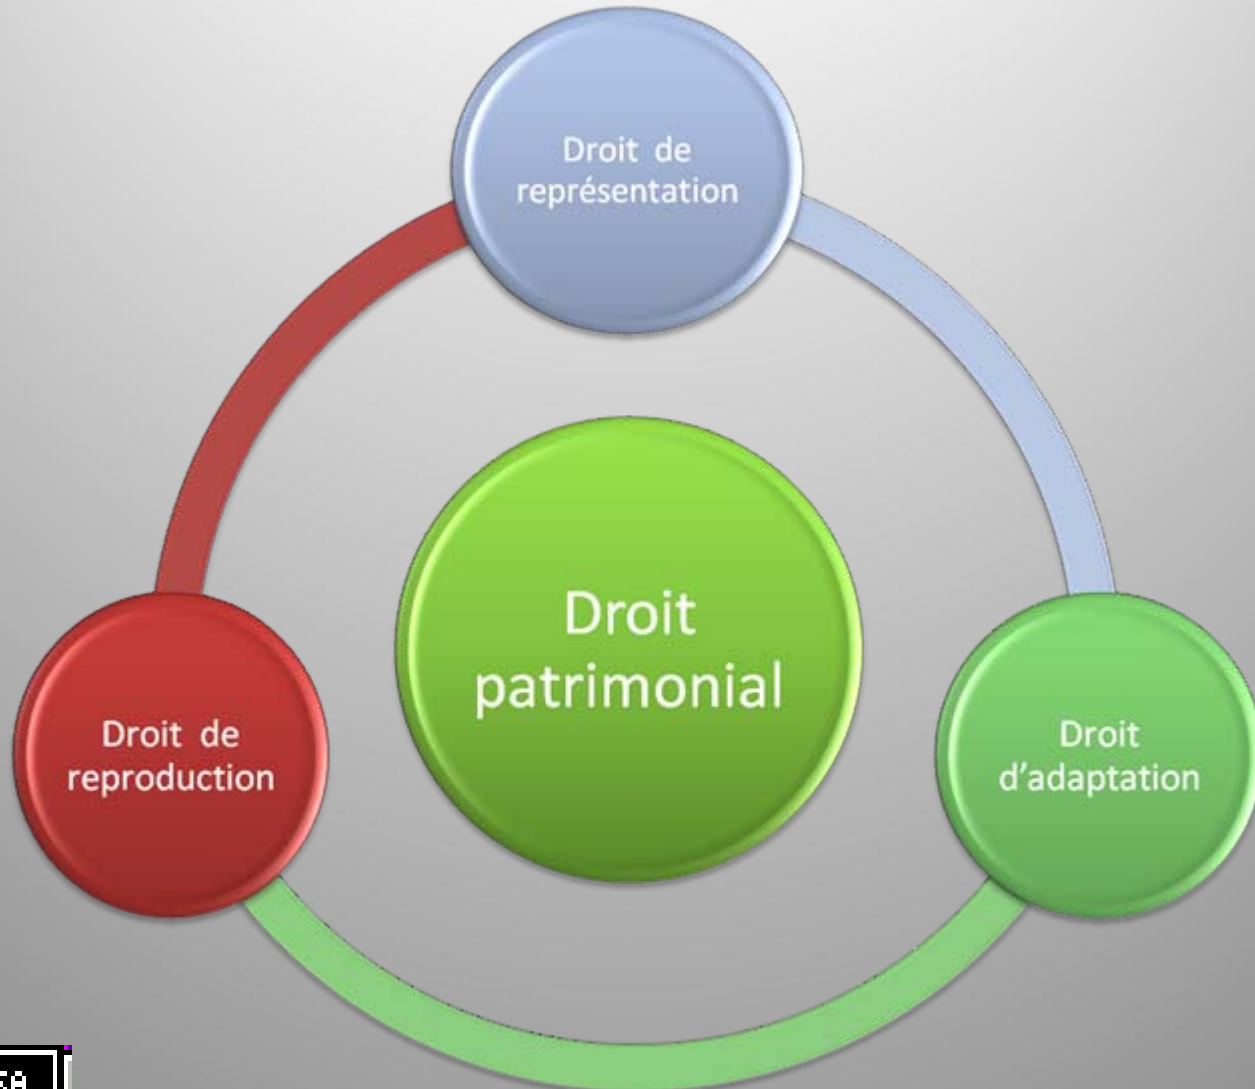 Droit de
représentation
Droit
patrimonial
Droit de
reproduction
Droit
d’adaptation